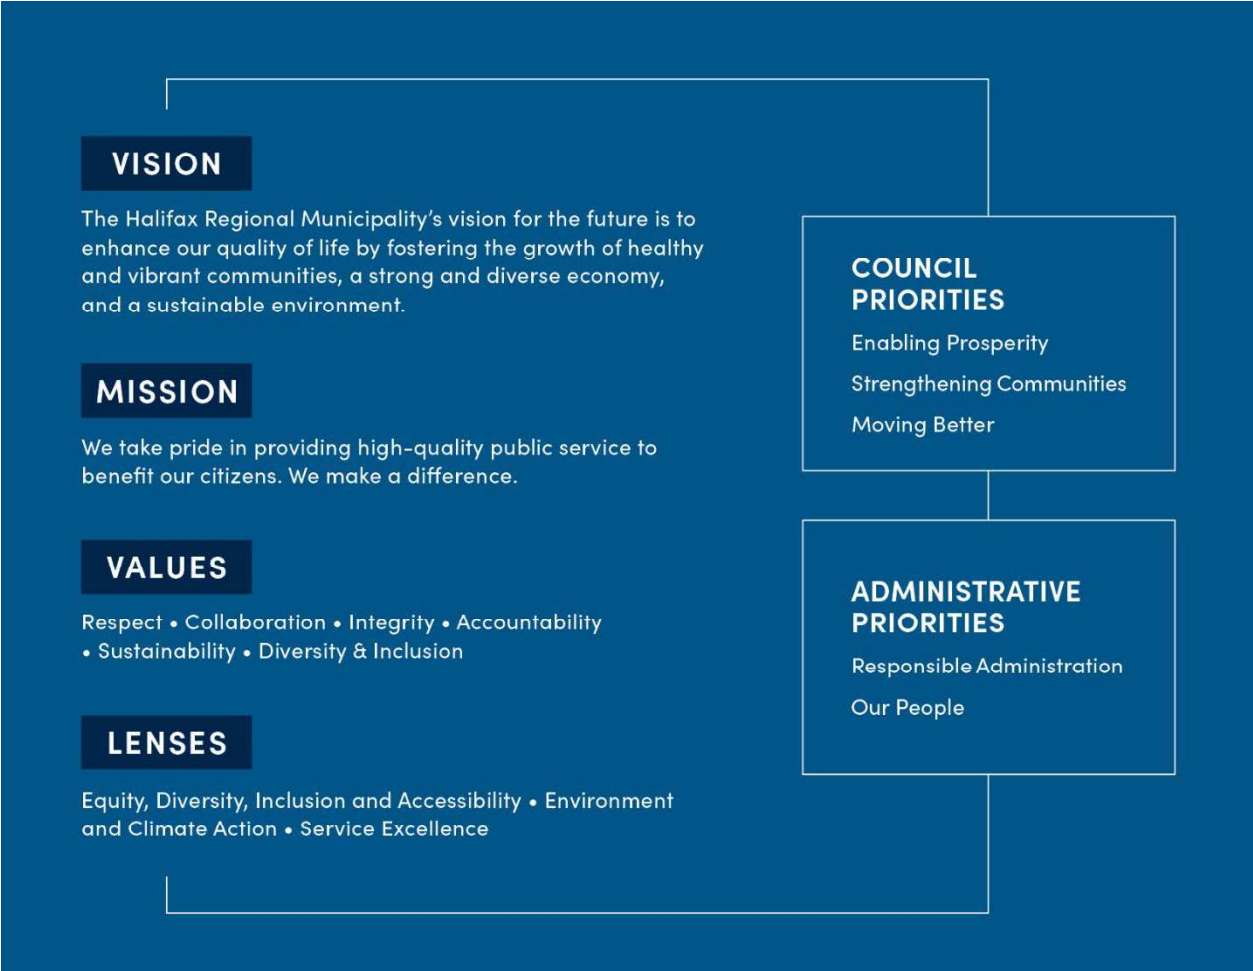 VISION
The Halifax Regional Municipality’s vision for the future is to
enhance our quality of life by fostering the growth of healthy
and vibrant communities, a strong and diverse economy,
and a sustainable environment.
MISSION
We take pride in providing high-quality public service to
benefit our citizens. We make a difference.
VALUES
Respect • Collaboration • Integrity • Accountability
• Sustainability • Diversity & Inclusion
LENSES
Equity, Diversity, Inclusion and Accessibility • Environment
and Climate Action • Service Excellence
COUNCIL
PRIORITIES
Enabling Prosperity
Strengthening Communities
Moving Better
ADMINISTRATIVE
PRIORITIES
Responsible Administration
Our People